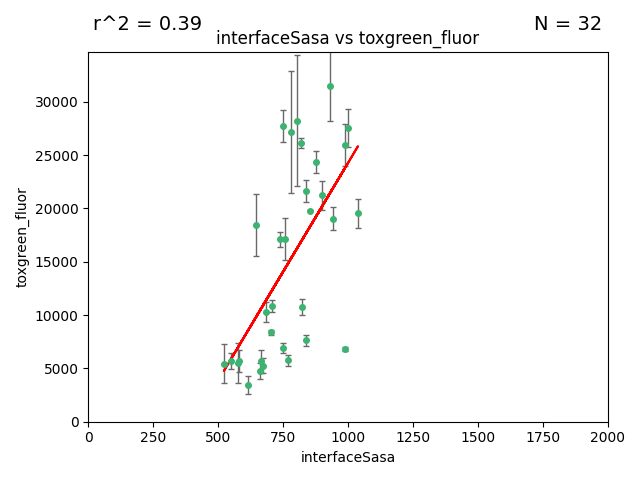 r^2 = 0.39
N = 32
interfaceSasa vs toxgreen_fluor
30000
25000
20000
15000
10000
5000
0
toxgreen_fluor
0 250 500 750 1000 1250 1500 1750 2000
interfaceSasa